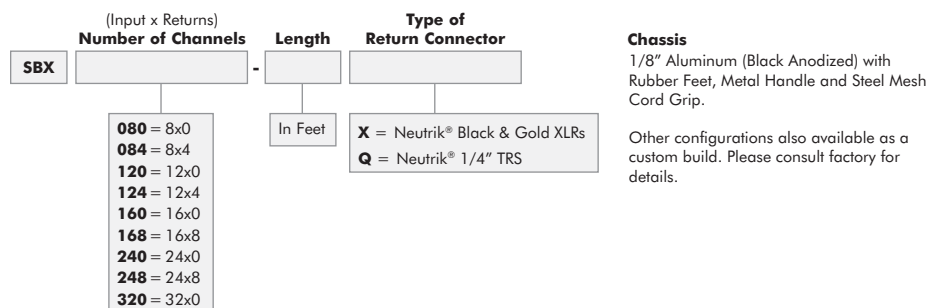 (Input x Returns)
Number of Channels
Length
Type of
Return Connector
SBX
-
080 = 8x0
084 = 8x4
120 = 12x0
124 = 12x4
160 = 16x0
168 = 16x8
240 = 24x0
248 = 24x8
320 = 32x0
In Feet
X = Neutrik® Black & Gold XLRs
Q = Neutrik® 1/4” TRS
Chassis
1/8” Aluminum (Black Anodized) with
Rubber Feet, Metal Handle and Steel Mesh
Cord Grip.
Other configurations also available as a
custom build. Please consult factory for
details.